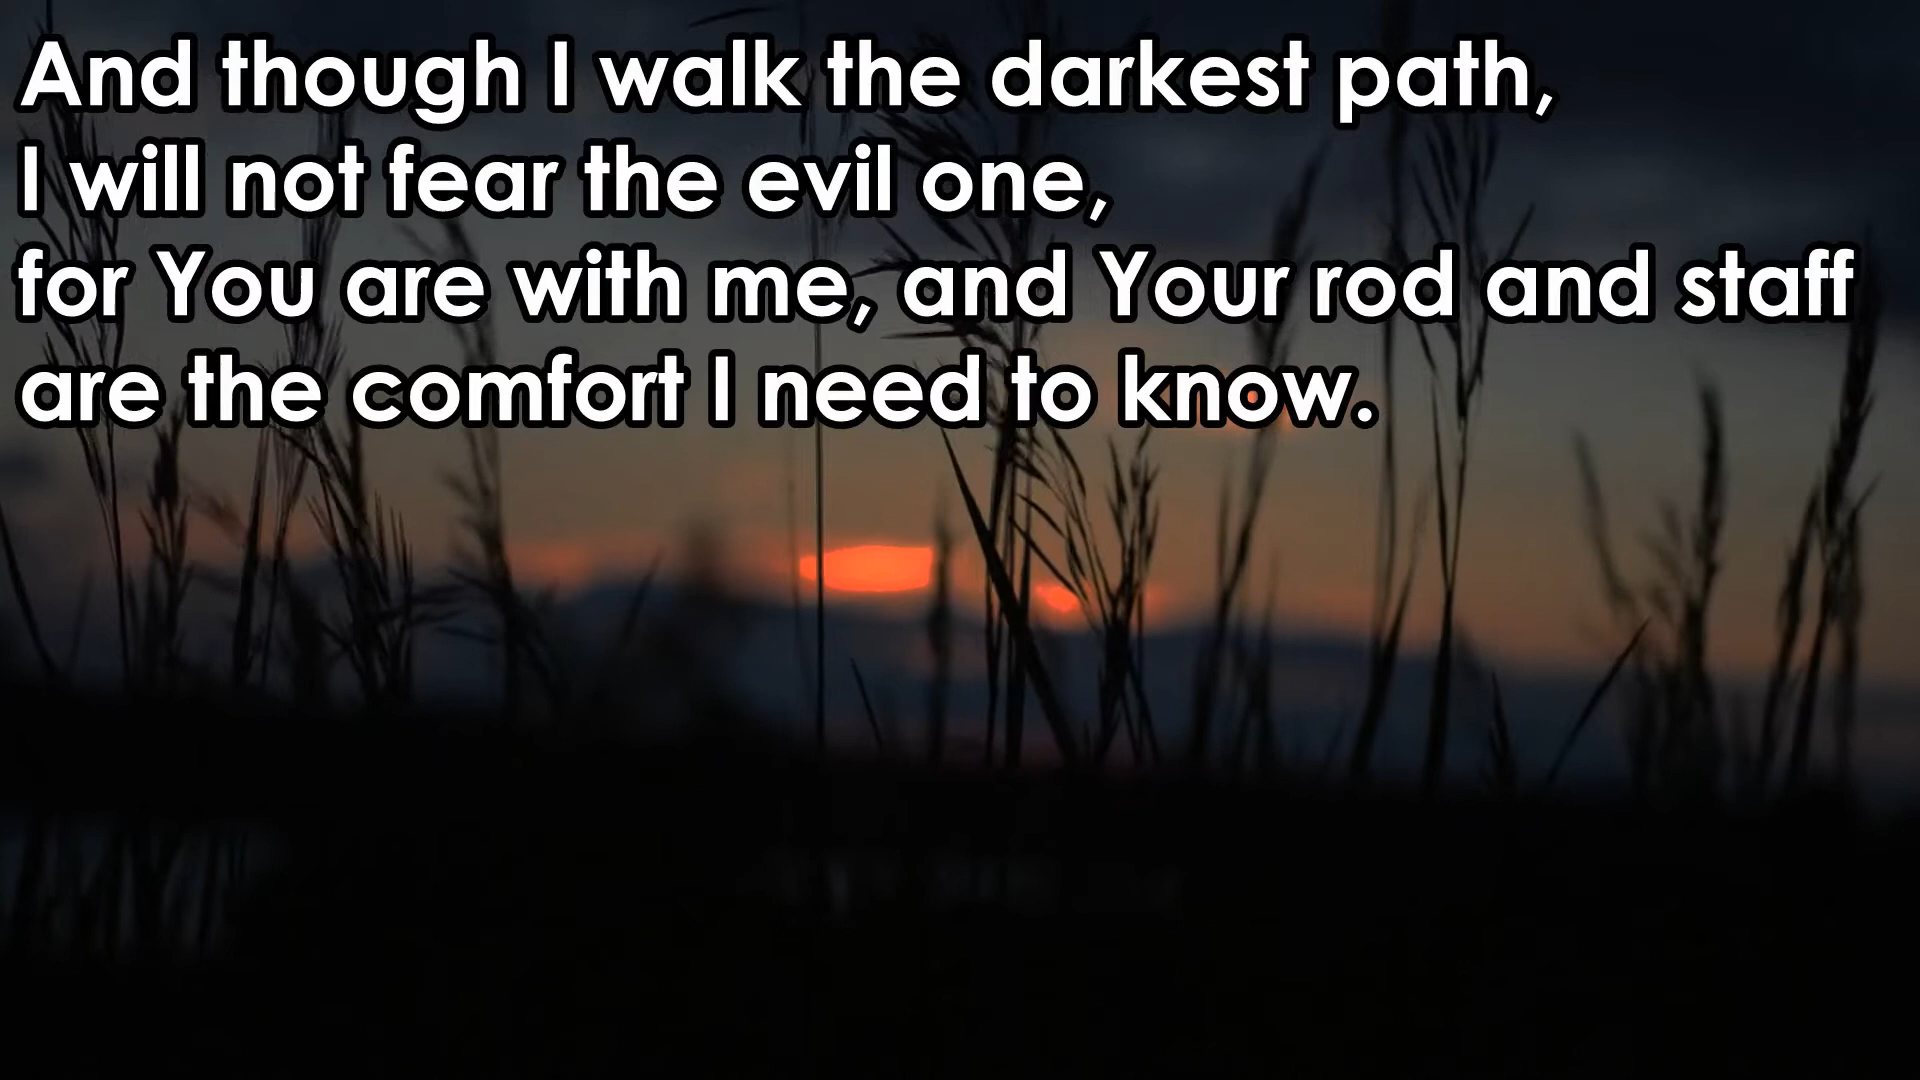 And though I walk the darkest path,
I will not fear the evil one,
for You are with me, and Your rod and staff
are the comfort I need to know.